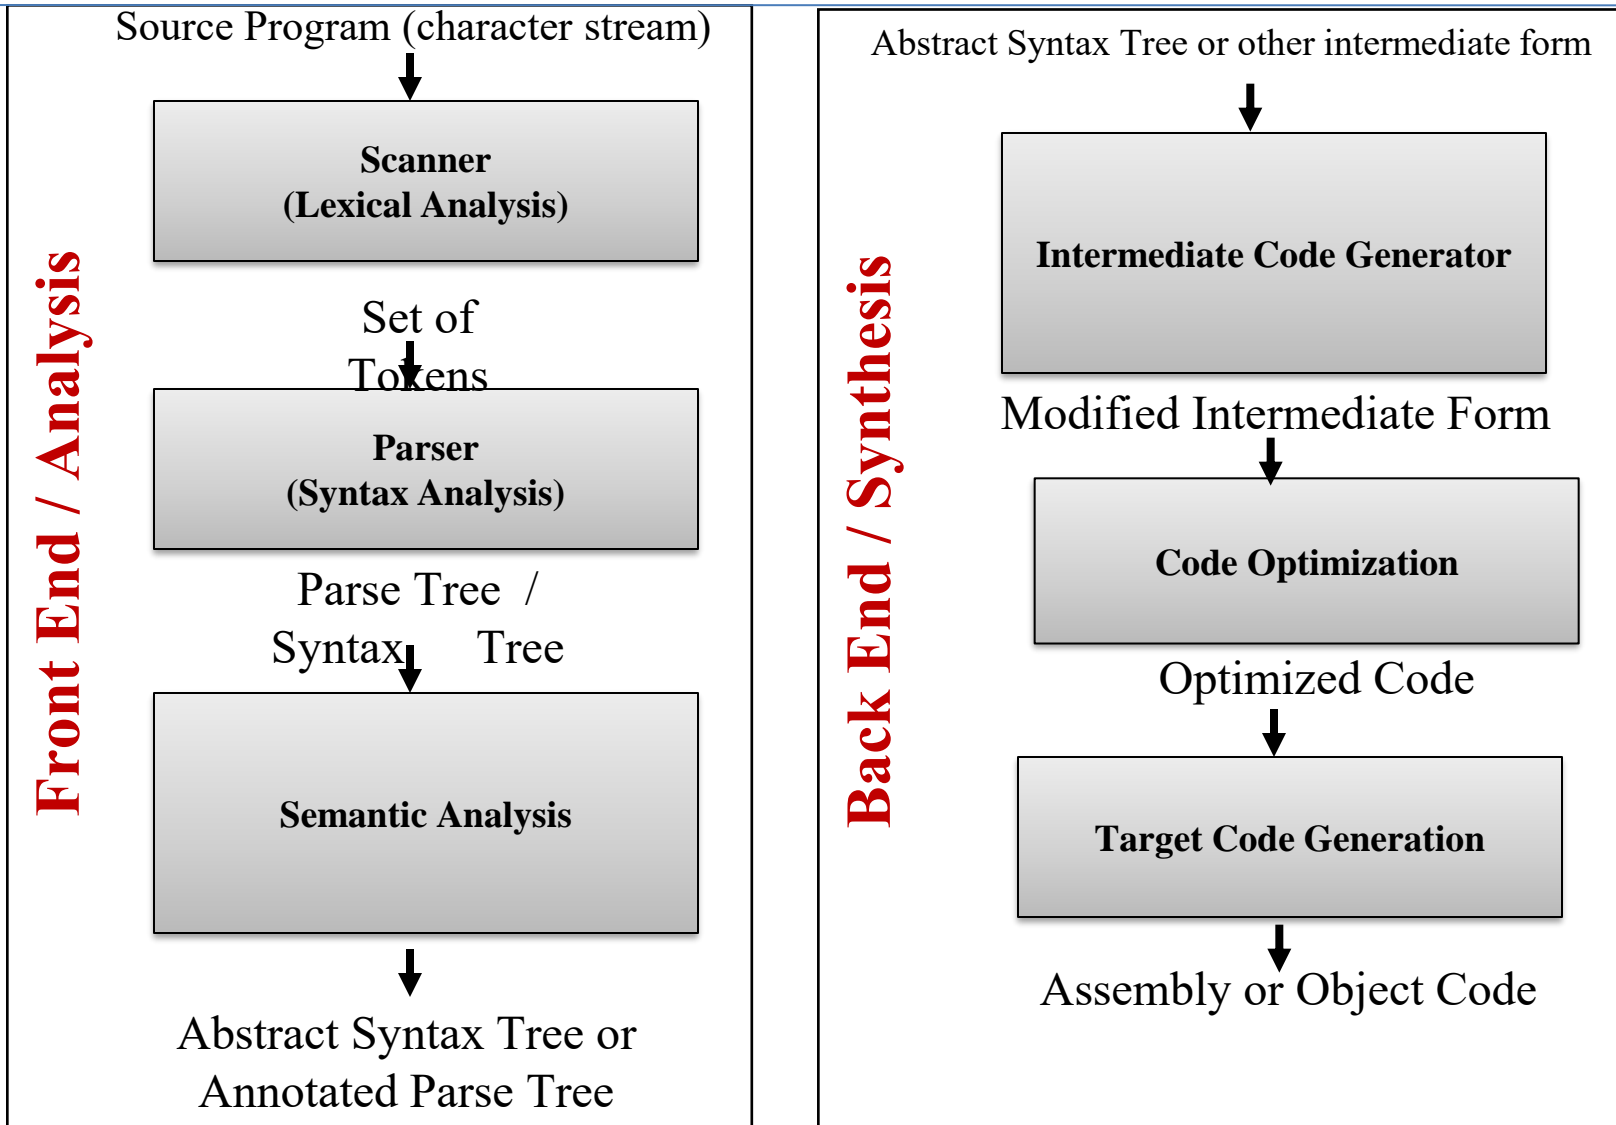 Source Program (character stream)
Scanner
(Lexical Analysis)
Set of
Tokens
Parser
(Syntax Analysis)
Parse Tree /
Syntax Tree
Semantic Analysis
Abstract Syntax Tree or
Annotated Parse Tree
Front End / Analysis
Abstract Syntax Tree or other intermediate form
Intermediate Code Generator
Modified Intermediate Form
Code Optimization
Optimized Code
Target Code Generation
Assembly or Object Code
Back End / Synthesis